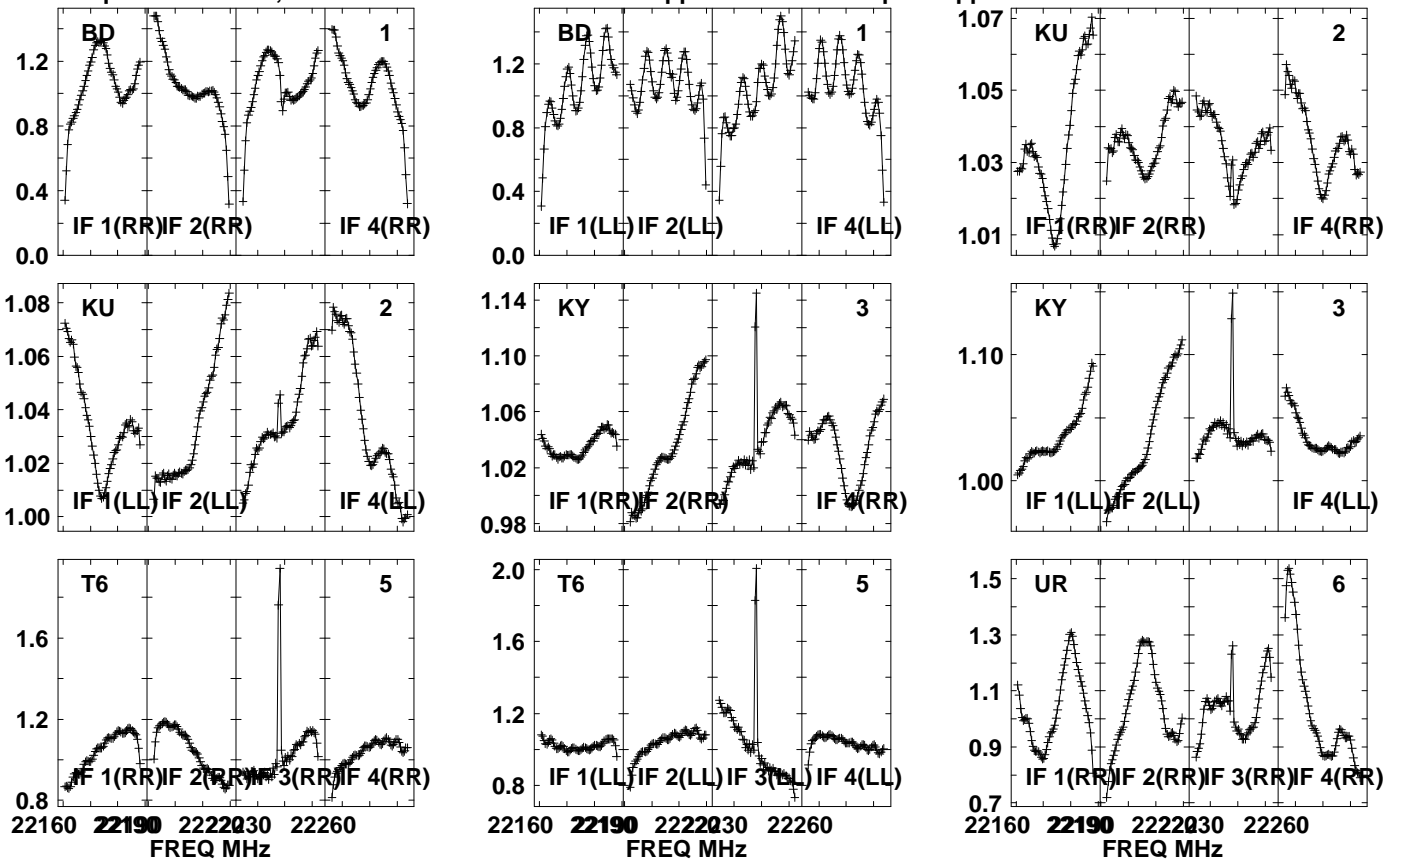 BD 1
1.2
0.8
0.4
0.0
IF 1(RR) IF 2(RR) IF 4(RR)
BD 1
1.2
0.8
0.4
0.0
IF 1(LL) IF 2(LL) IF 4(LL)
KU 2
1.07
1.05
1.03
1.01
IF 1(RR) IF 2(RR) IF 4(RR)
KU 2
1.08
1.06
1.04
1.02
1.00
IF 1(LL) IF 2(LL) IF 4(LL)
KY 3
1.14
1.10
1.06
1.02
0.98
IF 1(RR) IF 2(RR) IF 4(RR)
KY 3
1.10
1.00
IF 1(LL) IF 2(LL) IF 4(LL)
T6 5
1.6
1.2
0.8
IF 1(RR) IF 2(RR) IF 3(RR) IF 4(RR)
22160 22190 22220 22230 22260
FREQ MHz
T6 5
2.0
1.6
1.2
0.8
IF 1(LL) IF 2(LL) IF 3(LL) IF 4(LL)
22160 22190 22220 22230 22260
FREQ MHz
UR 6
1.5
1.3
1.1
0.9
0.7
IF 1(RR) IF 2(RR) IF 3(RR) IF 4(RR)
22160 22190 22220 22230 22260
FREQ MHz